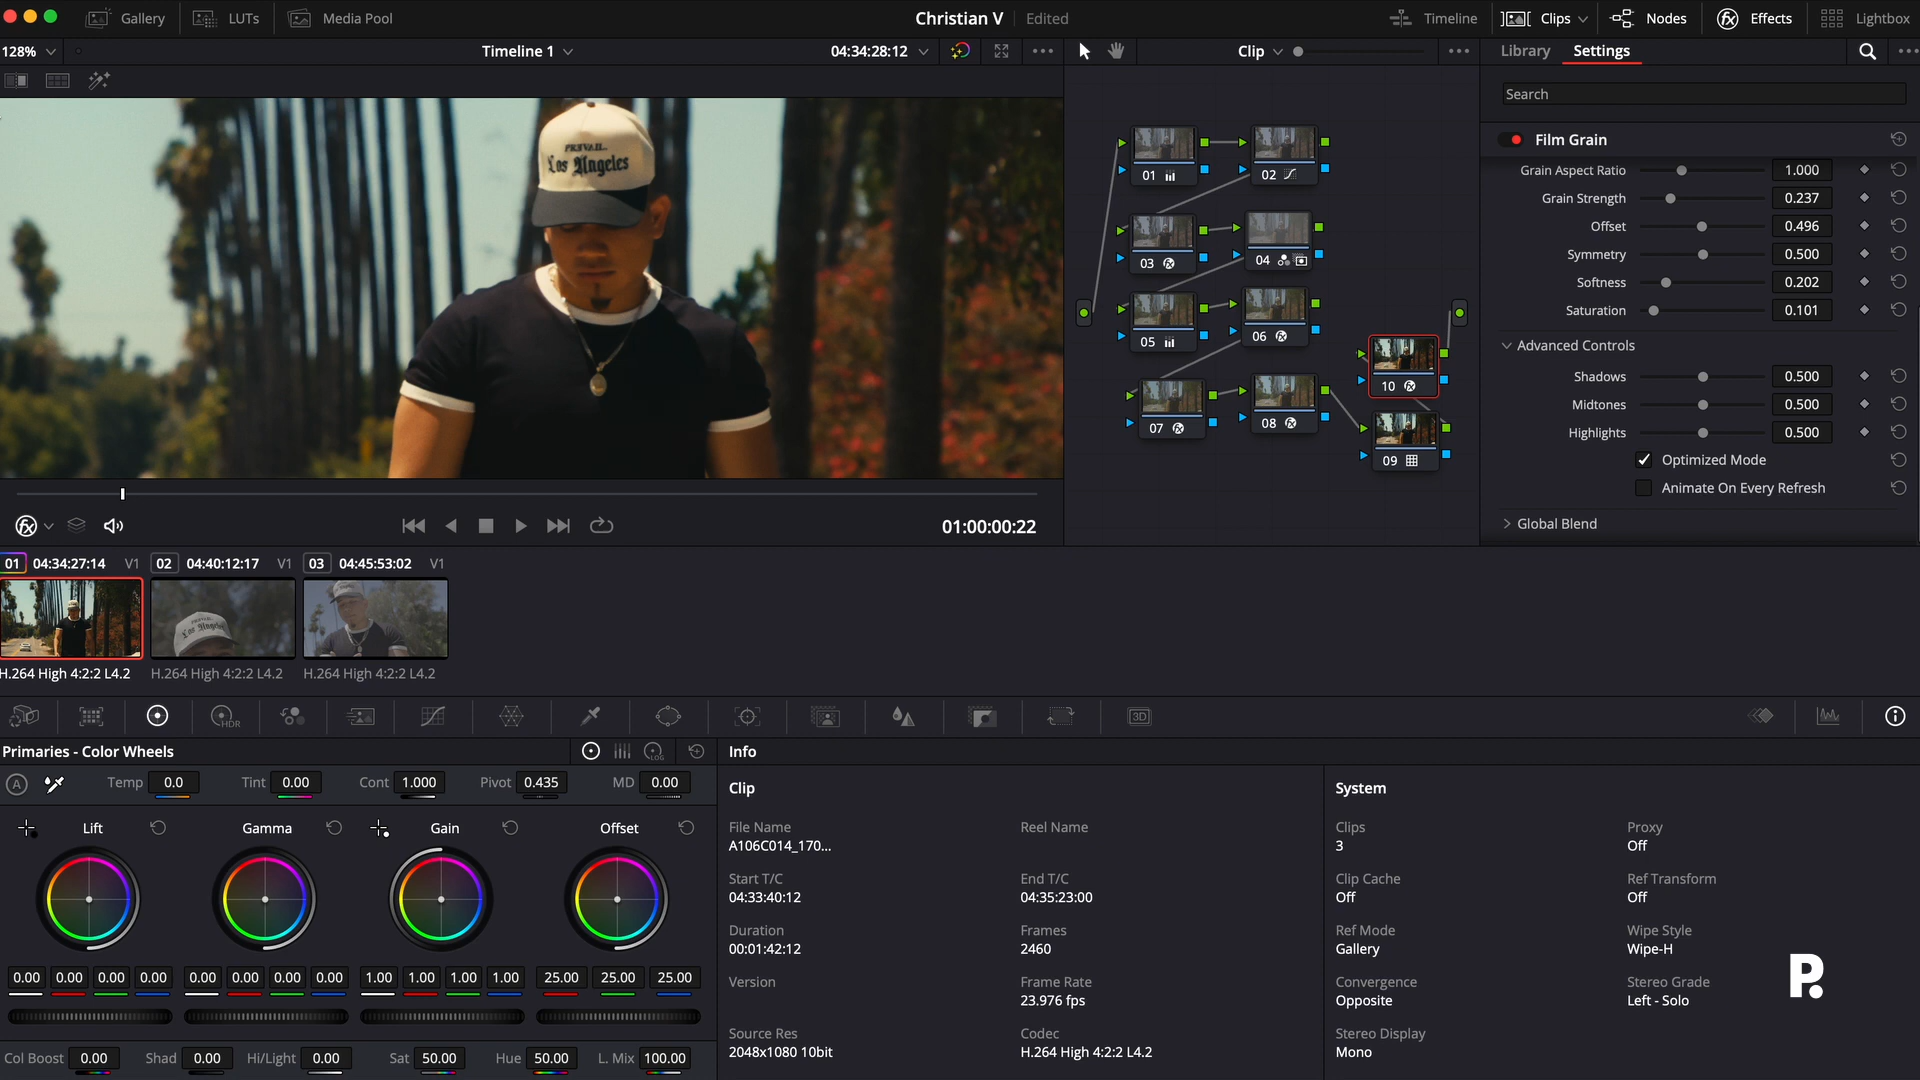 Gallery LUTs Media Pool Christian V Edited Timeline Clips Nodes Effects Lightbox
128% Timeline 1 04:34:28:12 Clip Library Settings
Search
PREVAIL.
Los Angeles
Film Grain
Grain Aspect Ratio 1.000
Grain Strength 0.237
Offset 0.496
Symmetry 0.500
Softness 0.202
Saturation 0.101
Advanced Controls
Shadows 0.500
Midtones 0.500
Highlights 0.500
Optimized Mode
Animate On Every Refresh
Global Blend
01 02
03 04
05 06
07 08
10
09
01:00:00:22
01 04:34:27:14 V1 02 04:40:12:17 V1 03 04:45:53:02 V1
H.264 High 4:2:2 L4.2 H.264 High 4:2:2 L4.2 H.264 High 4:2:2 L4.2
HDR 3D
Primaries - Color Wheels LOG Info
A Temp 0.0 Tint 0.00 Cont 1.000 Pivot 0.435 MD 0.00
Lift Gamma Gain Offset
0.00 0.00 0.00 0.00 0.00 0.00 0.00 0.00 1.00 1.00 1.00 1.00 25.00 25.00 25.00
Col Boost 0.00 Shad 0.00 Hi/Light 0.00 Sat 50.00 Hue 50.00 L. Mix 100.00
Clip
File Name Reel Name
A106C014_170...
Start T/C End T/C
04:33:40:12 04:35:23:00
Duration Frames
00:01:42:12 2460
Version Frame Rate
23.976 fps
Source Res Codec
2048x1080 10bit H.264 High 4:2:2 L4.2
System
Clips Proxy
3 Off
Clip Cache Ref Transform
Off Off
Ref Mode Wipe Style
Gallery Wipe-H
Convergence Stereo Grade
Opposite Left - Solo
Stereo Display
Mono
P.